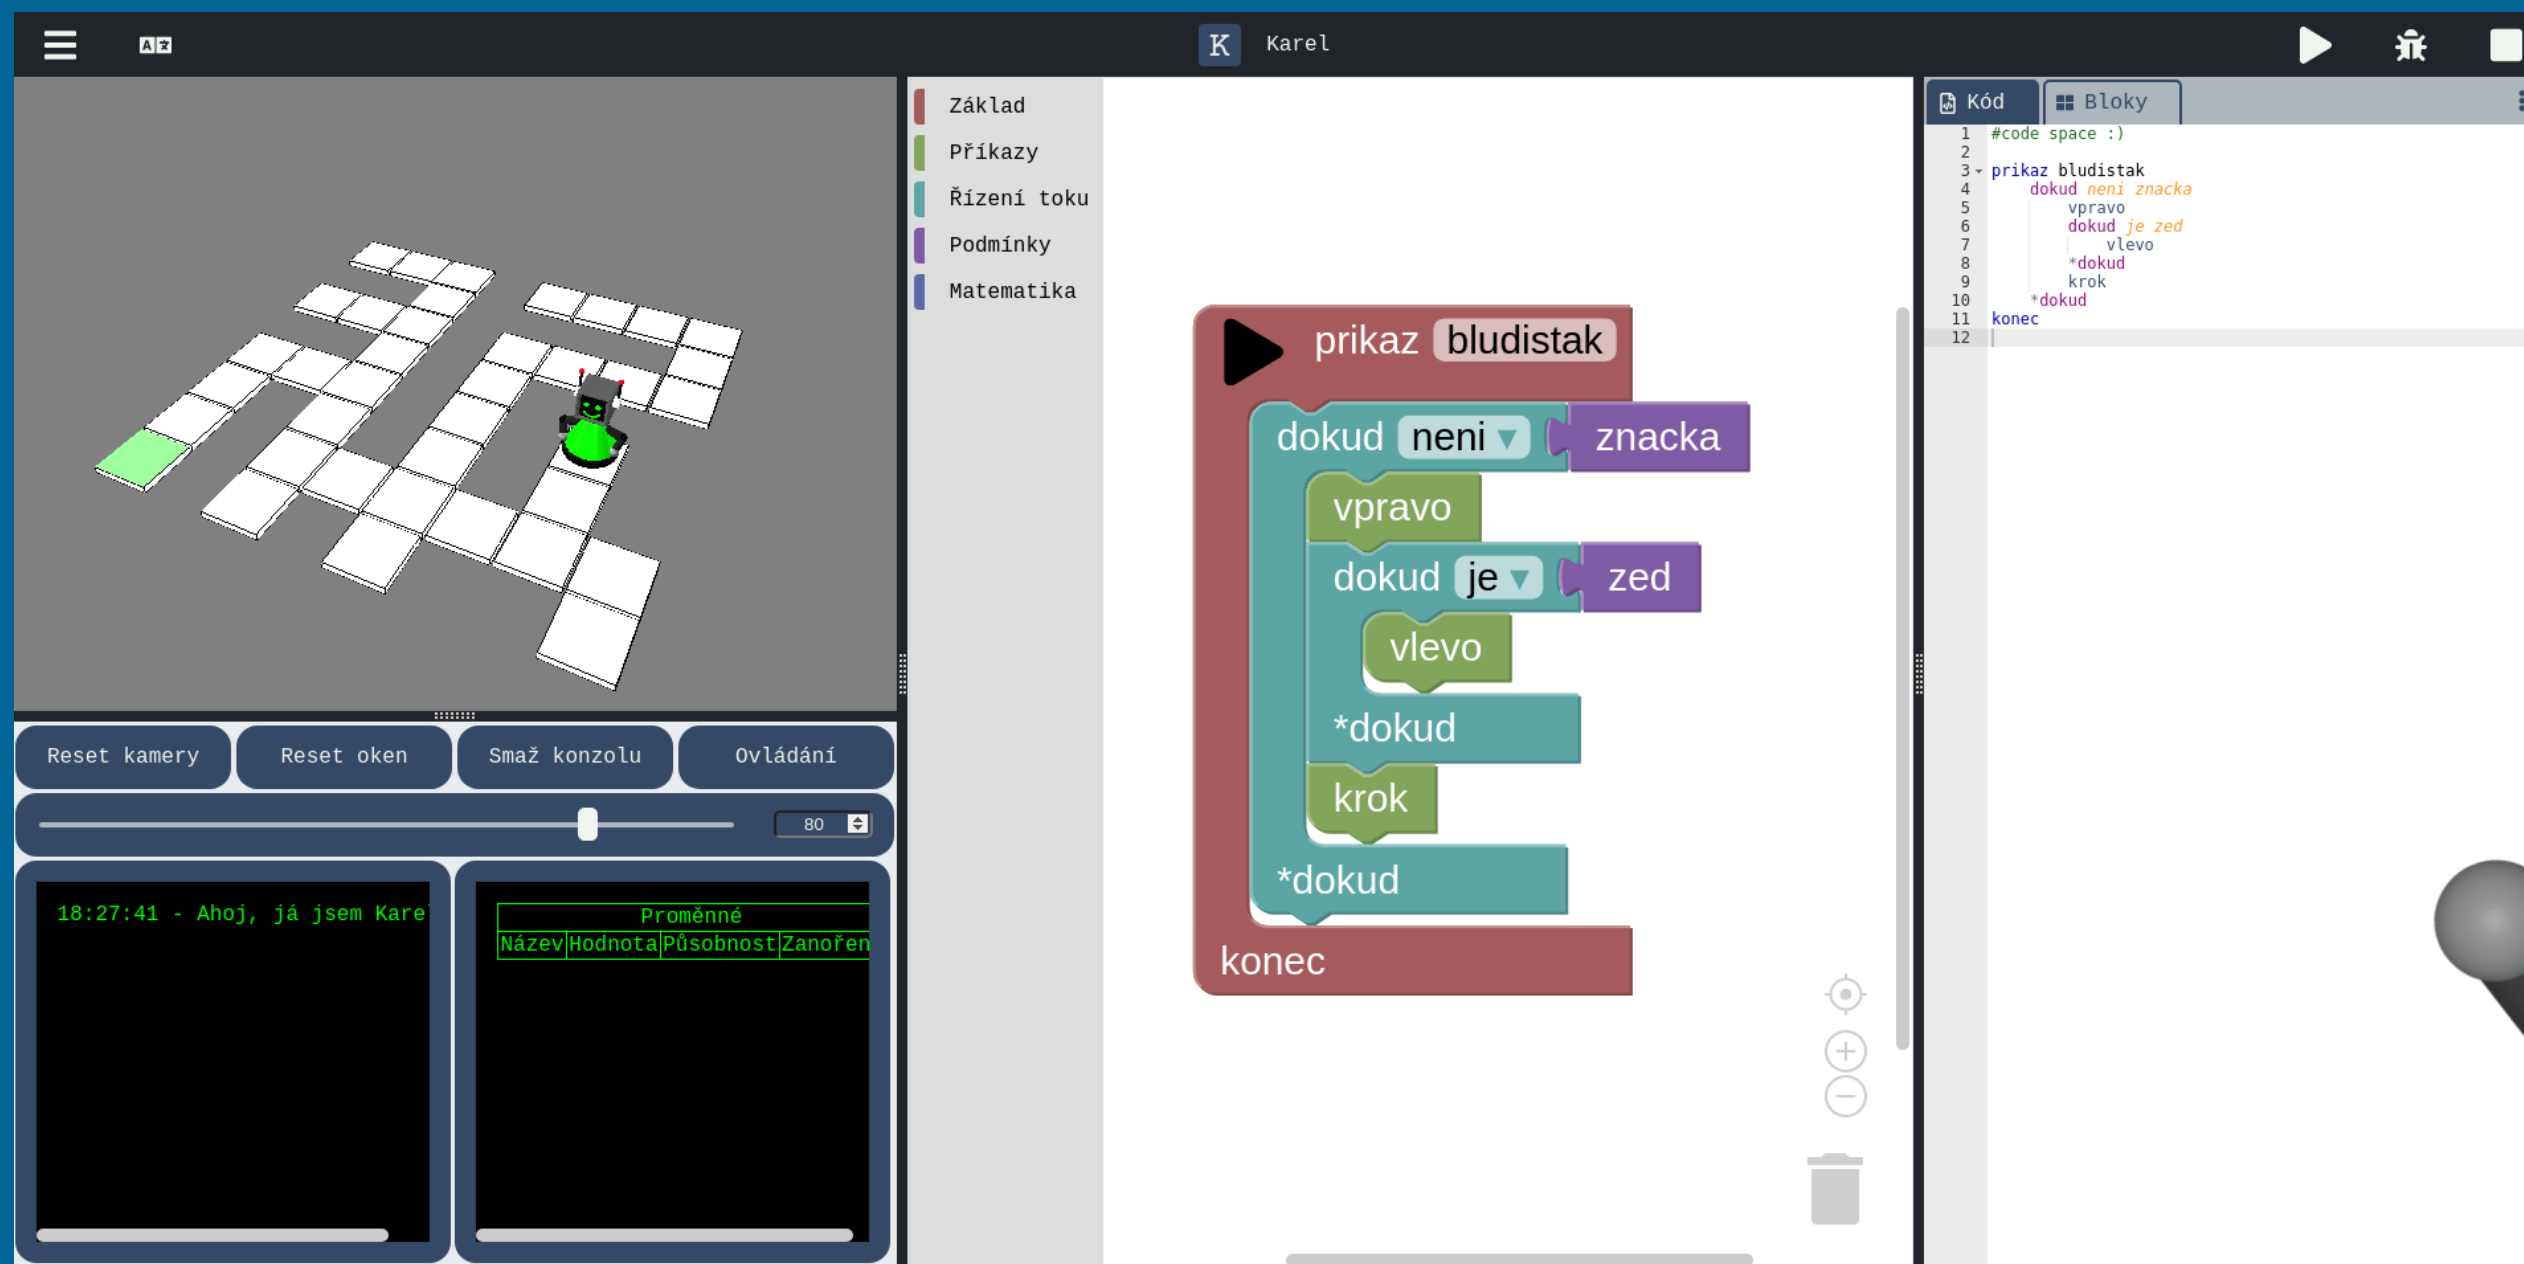 Karel
Reset kamery
Reset oken
Smaž konzolu
Ovládání
80
18:27:41 - Ahoj, já jsem Karel
Proměnné
Název Hodnota Působnost Zanořen
Základ
Příkazy
Řízení toku
Podmínky
Matematika
prikaz bludistak
dokud neni ▼ znacka
vpravo
dokud je ▼ zed
vlevo
*dokud
krok
*dokud
konec
Kód Bloky
1 #code space :)
2
3 prikaz bludistak
4 dokud neni znacka
5 vpravo
6 dokud je zed
7 vlevo
8 *dokud
9 krok
10 *dokud
11 konec
12